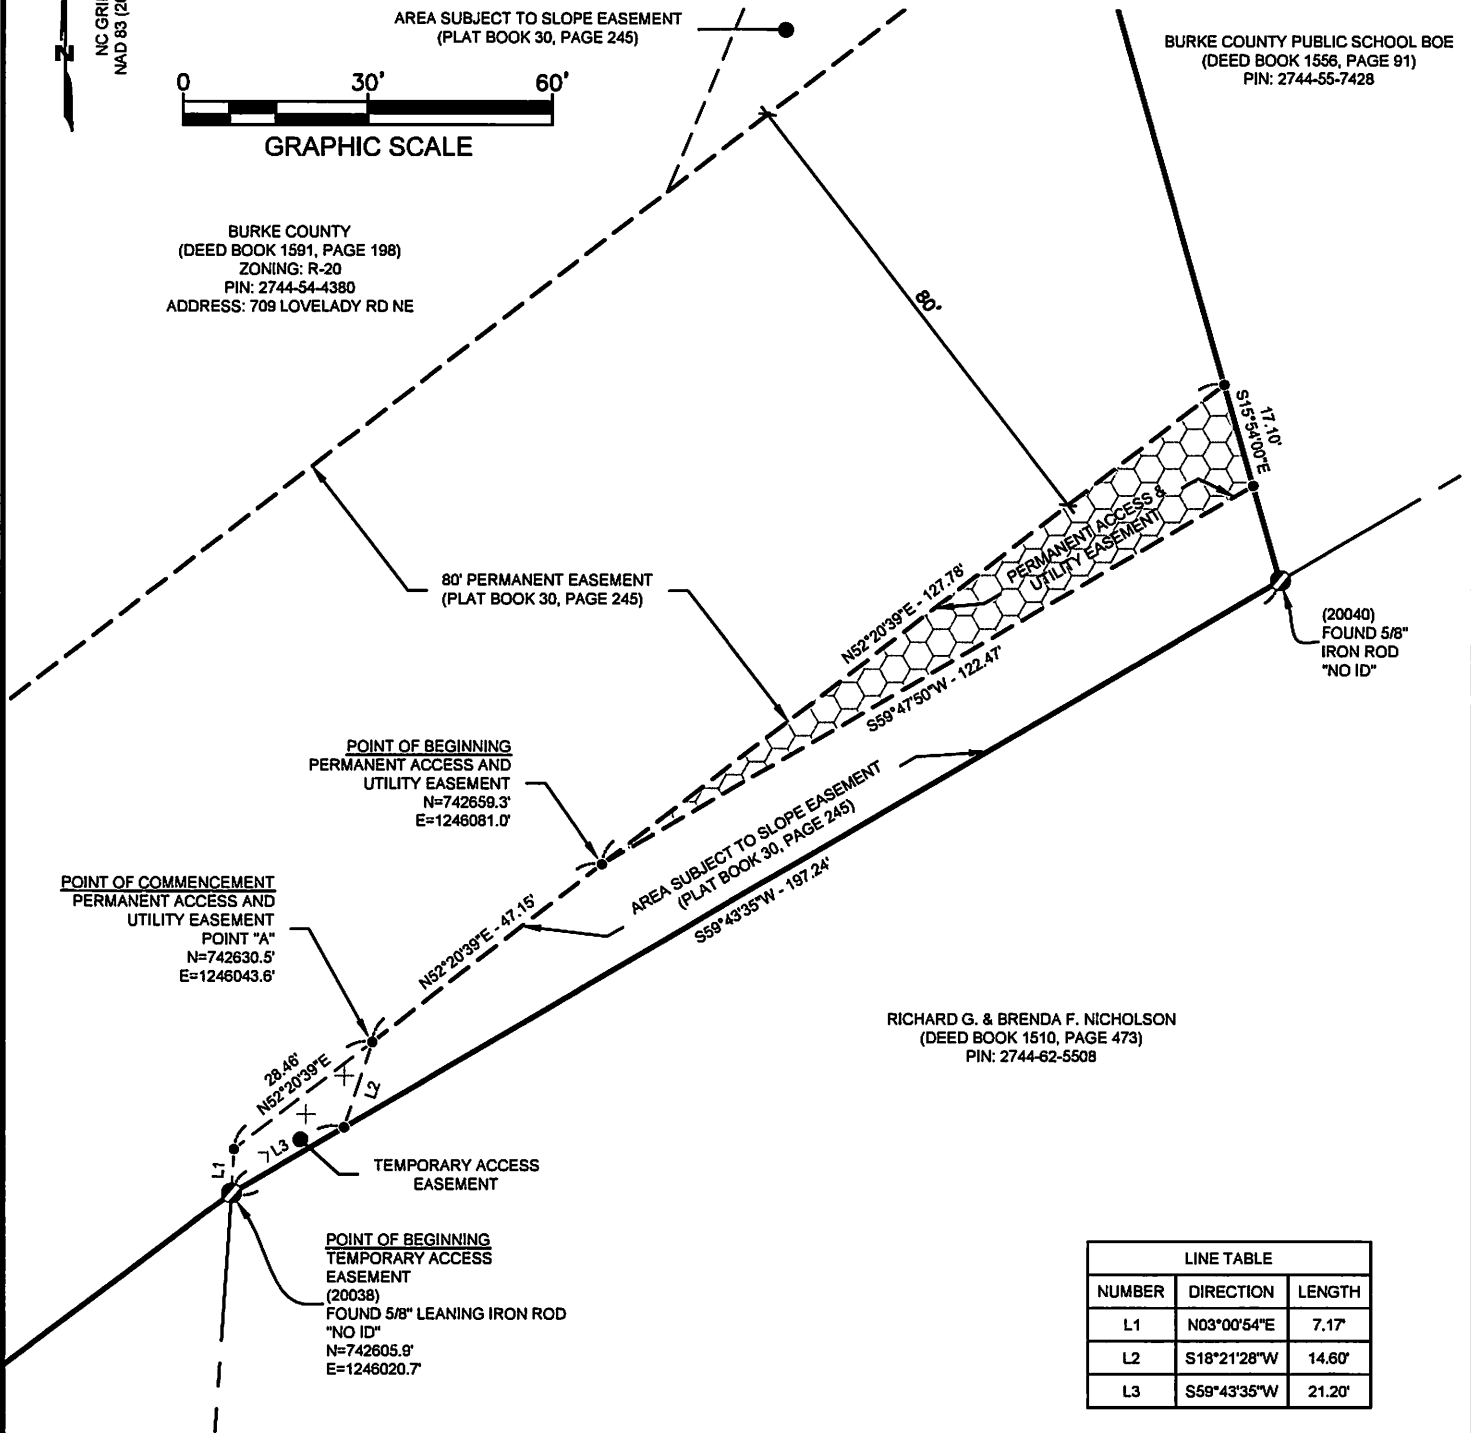 N
NC GRI
NAD 83 (20
AREA SUBJECT TO SLOPE EASEMENT
(PLAT BOOK 30, PAGE 245)
BURKE COUNTY PUBLIC SCHOOL BOE
(DEED BOOK 1556, PAGE 91)
PIN: 2744-55-7428
0 30' 60'
GRAPHIC SCALE
BURKE COUNTY
(DEED BOOK 1591, PAGE 198)
ZONING: R-20
PIN: 2744-54-4380
ADDRESS: 709 LOVELADY RD NE
80'
17.10'
S15°54'00"E
PERMANENT ACCESS &
UTILITY EASEMENT
80' PERMANENT EASEMENT
(PLAT BOOK 30, PAGE 245)
N52°20'39"E - 127.78'
S59°47'50"W - 122.47'
(20040)
FOUND 5/8"
IRON ROD
"NO ID"
POINT OF BEGINNING
PERMANENT ACCESS AND
UTILITY EASEMENT
N=742659.3'
E=1246081.0'
AREA SUBJECT TO SLOPE EASEMENT
(PLAT BOOK 30, PAGE 245)
S59°43'35"W - 197.24'
POINT OF COMMENCEMENT
PERMANENT ACCESS AND
UTILITY EASEMENT
POINT "A"
N=742630.5'
E=1246043.6'
N52°20'39"E - 47.15'
RICHARD G. & BRENDA F. NICHOLSON
(DEED BOOK 1510, PAGE 473)
PIN: 2744-62-5508
28.46'
N52°20'39"E
L2
L3
L1
TEMPORARY ACCESS
EASEMENT
POINT OF BEGINNING
TEMPORARY ACCESS
EASEMENT
(20038)
FOUND 5/8" LEANING IRON ROD
"NO ID"
N=742605.9'
E=1246020.7'
LINE TABLE
NUMBER DIRECTION LENGTH
L1 N03°00'54"E 7.17'
L2 S18°21'28"W 14.60'
L3 S59°43'35"W 21.20'